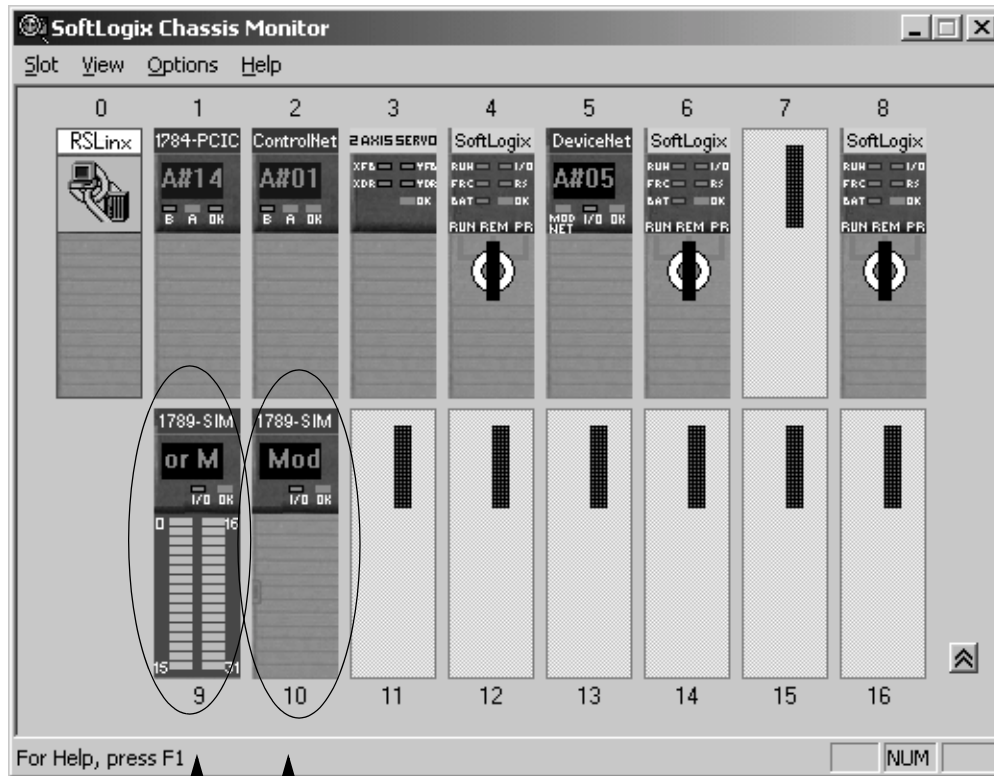 SoftLogix Chassis Monitor
Slot View Options Help
0 1 2 3 4 5 6 7 8
RSLinx 1784-PCIC ControlNet 2 AXIS SERVO SoftLogix DeviceNet SoftLogix SoftLogix
A#14 A#01 A#05
XFB YFB RUN I/O RUN I/O RUN I/O
XDR YDR FRC RS FRC RS FRC RS
OK BAT OK BAT OK BAT OK
B A OK B A OK MOD NET I/O OK
RUN REM PR RUN REM PR RUN REM PR
1789-SIM 1789-SIM
or M Mod
I/O OK I/O OK
0 16
15 31
9 10 11 12 13 14 15 16
For Help, press F1 NUM